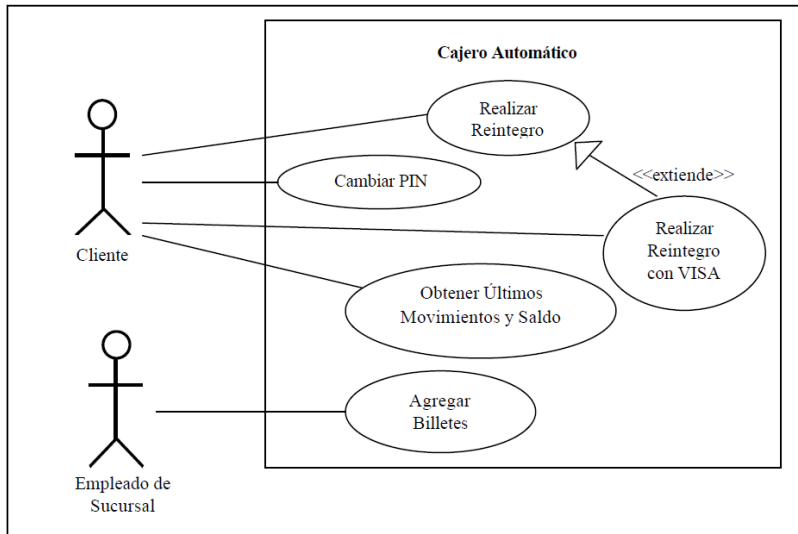 Cajero Automático
Realizar
Reintegro
<<extiende>>
Cambiar PIN
Realizar
Reintegro
con VISA
Cliente
Obtener Últimos
Movimientos y Saldo
Agregar
Billetes
Empleado de
Sucursal